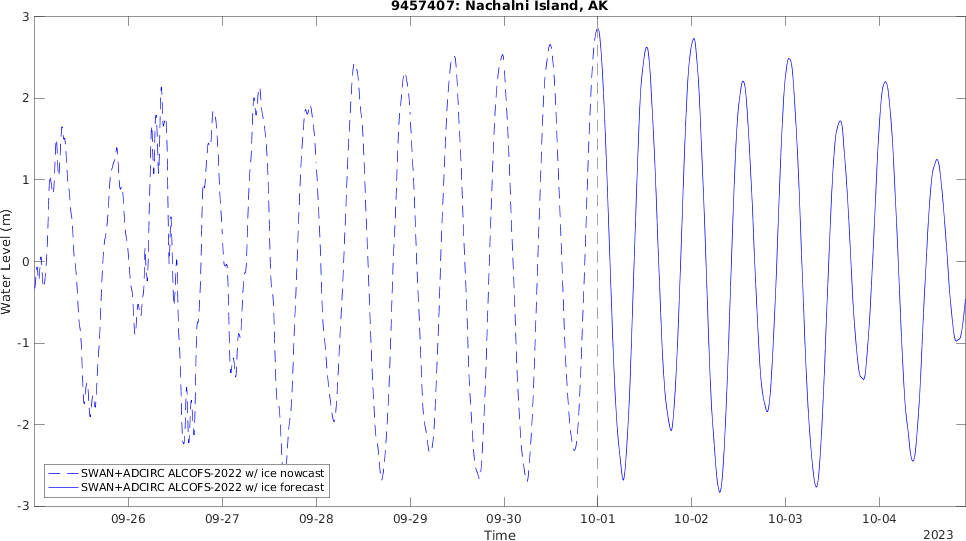 9457407: Nachalni Island, AK
3
2
1
0
-1
-2
-3
Water Level (m)
SWAN+ADCIRC ALCOFS-2022 w/ ice nowcast
SWAN+ADCIRC ALCOFS-2022 w/ ice forecast
09-26 09-27 09-28 09-29 09-30 10-01 10-02 10-03 10-04
Time
2023